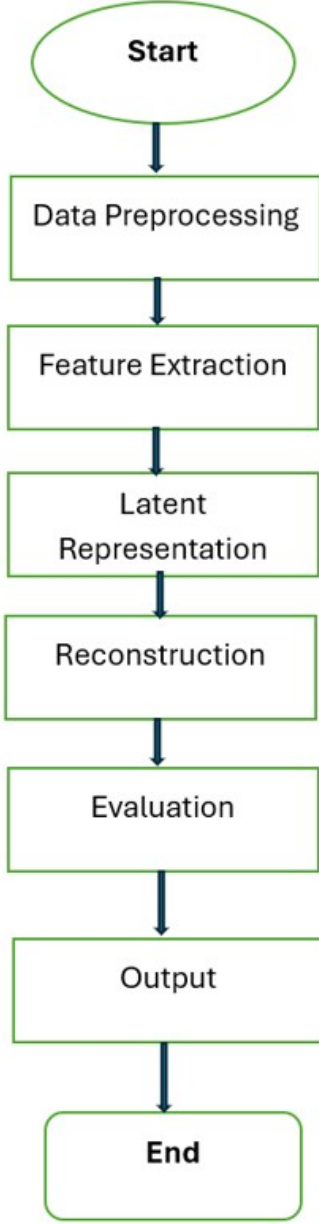 Start
Data Preprocessing
Feature Extraction
Latent
Representation
Reconstruction
Evaluation
Output
End